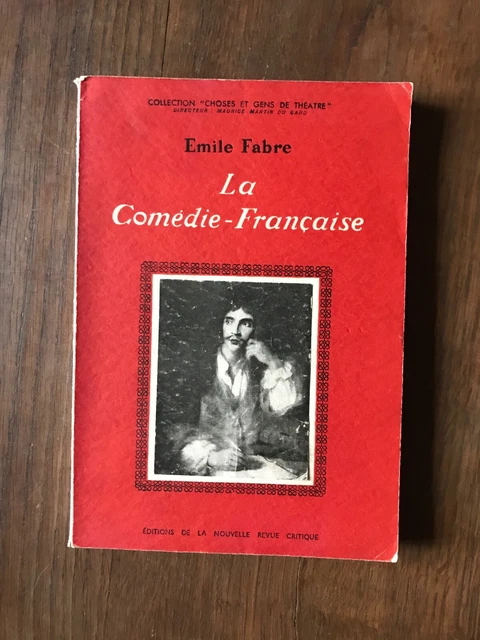 COLLECTION "CHOSES ET GENS DE THÉATRE"
DIRECTEUR : MAURICE MARTIN DU GARD
Emile Fabre
La
Comédie-Française
ÉDITIONS DE LA NOUVELLE REVUE CRITIQUE